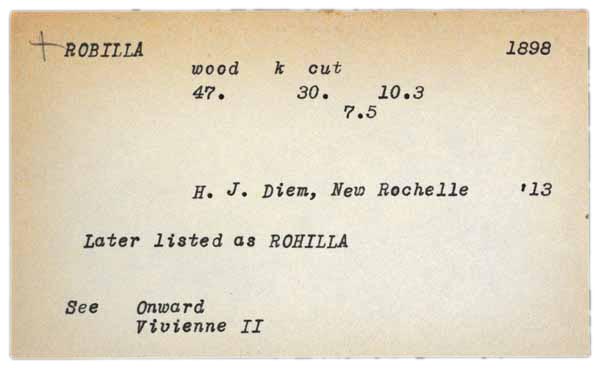 ROBILLA 1898
wood k cut
47. 30. 10.3
7.5
H. J. Diem, New Rochelle '13
Later listed as ROHILLA
See Onward
Vivienne II